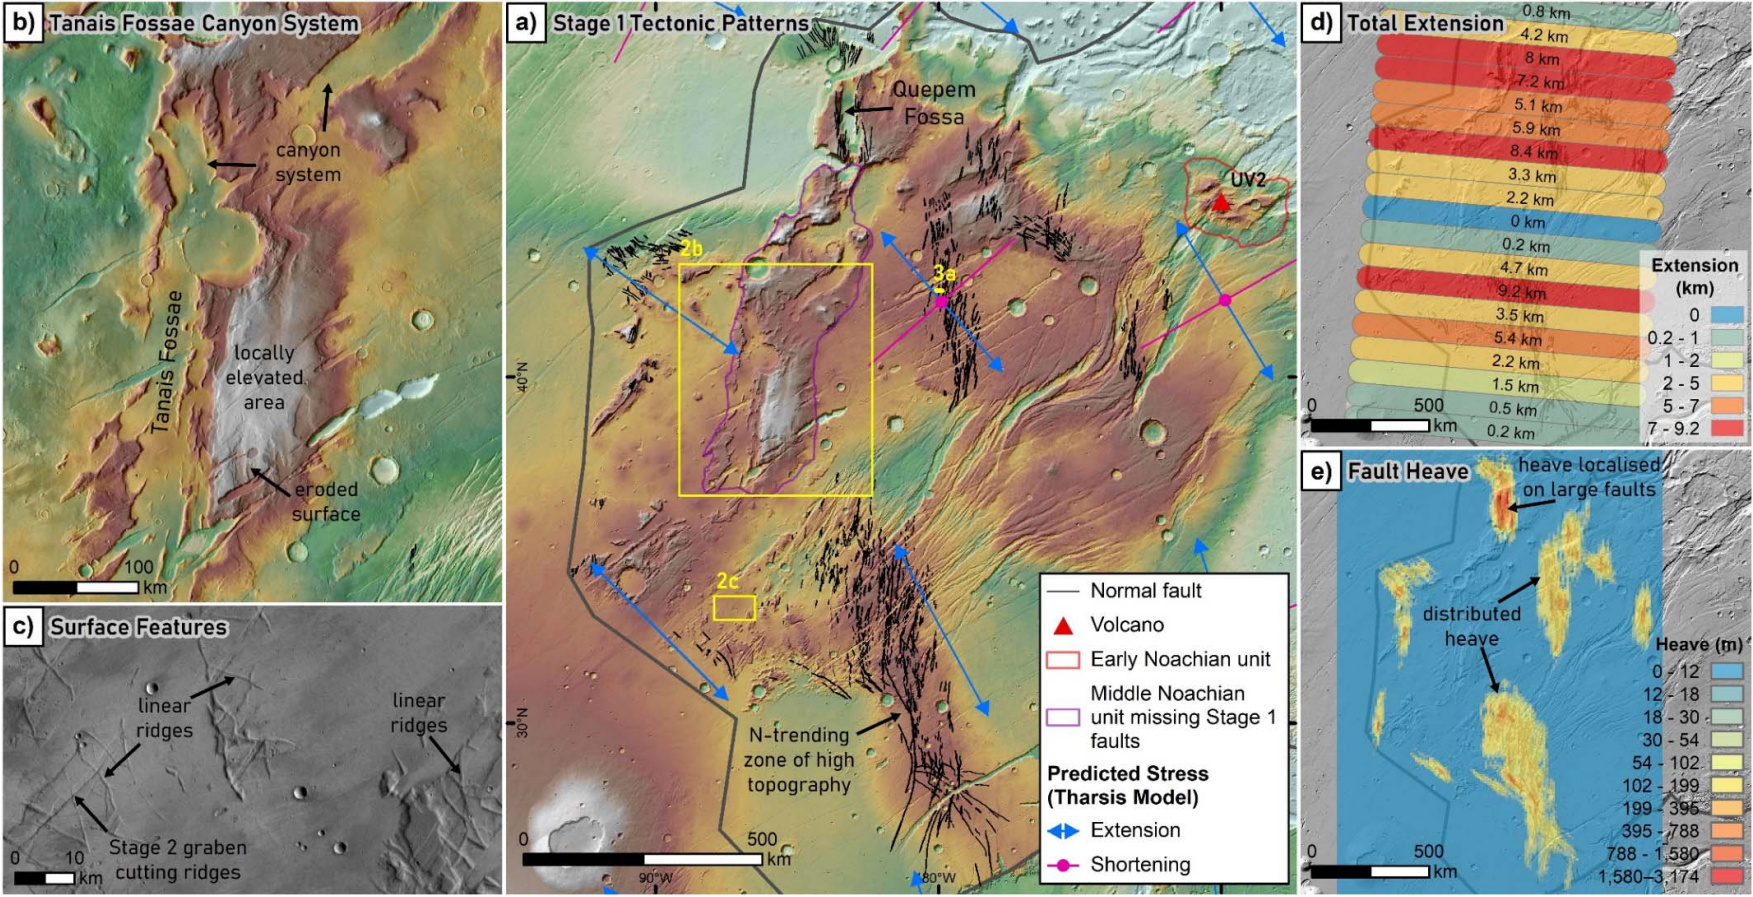 b) Tanais Fossae Canyon System
canyon
system
Tanais Fossae
locally
elevated
area
eroded
surface
0 100
km
c) Surface Features
linear
ridges
linear
ridges
Stage 2 graben
cutting ridges
0 10
km
a) Stage 1 Tectonic Patterns
Quepem
Fossa
UV2
2b
3a
2c
40°N
30°N
N-trending
zone of high
topography
0 500
km
90°W
80°W
Normal fault
Volcano
Early Noachian unit
Middle Noachian
unit missing Stage 1
faults
Predicted Stress
(Tharsis Model)
Extension
Shortening
d) Total Extension
0.8 km
4.2 km
8 km
7.2 km
5.1 km
5.9 km
8.4 km
3.3 km
2.2 km
0 km
0.2 km
4.7 km
9.2 km
3.5 km
5.4 km
2.2 km
1.5 km
0.5 km
0.2 km
0 500
km
Extension
(km)
0
0.2 - 1
1 - 2
2 - 5
5 - 7
7 - 9.2
e) Fault Heave
heave localised
on large faults
distributed
heave
0 500
km
Heave (m)
0 - 12
12 - 18
18 - 30
30 - 54
54 - 102
102 - 199
199 - 395
395 - 788
788 - 1,580
1,580–3,174